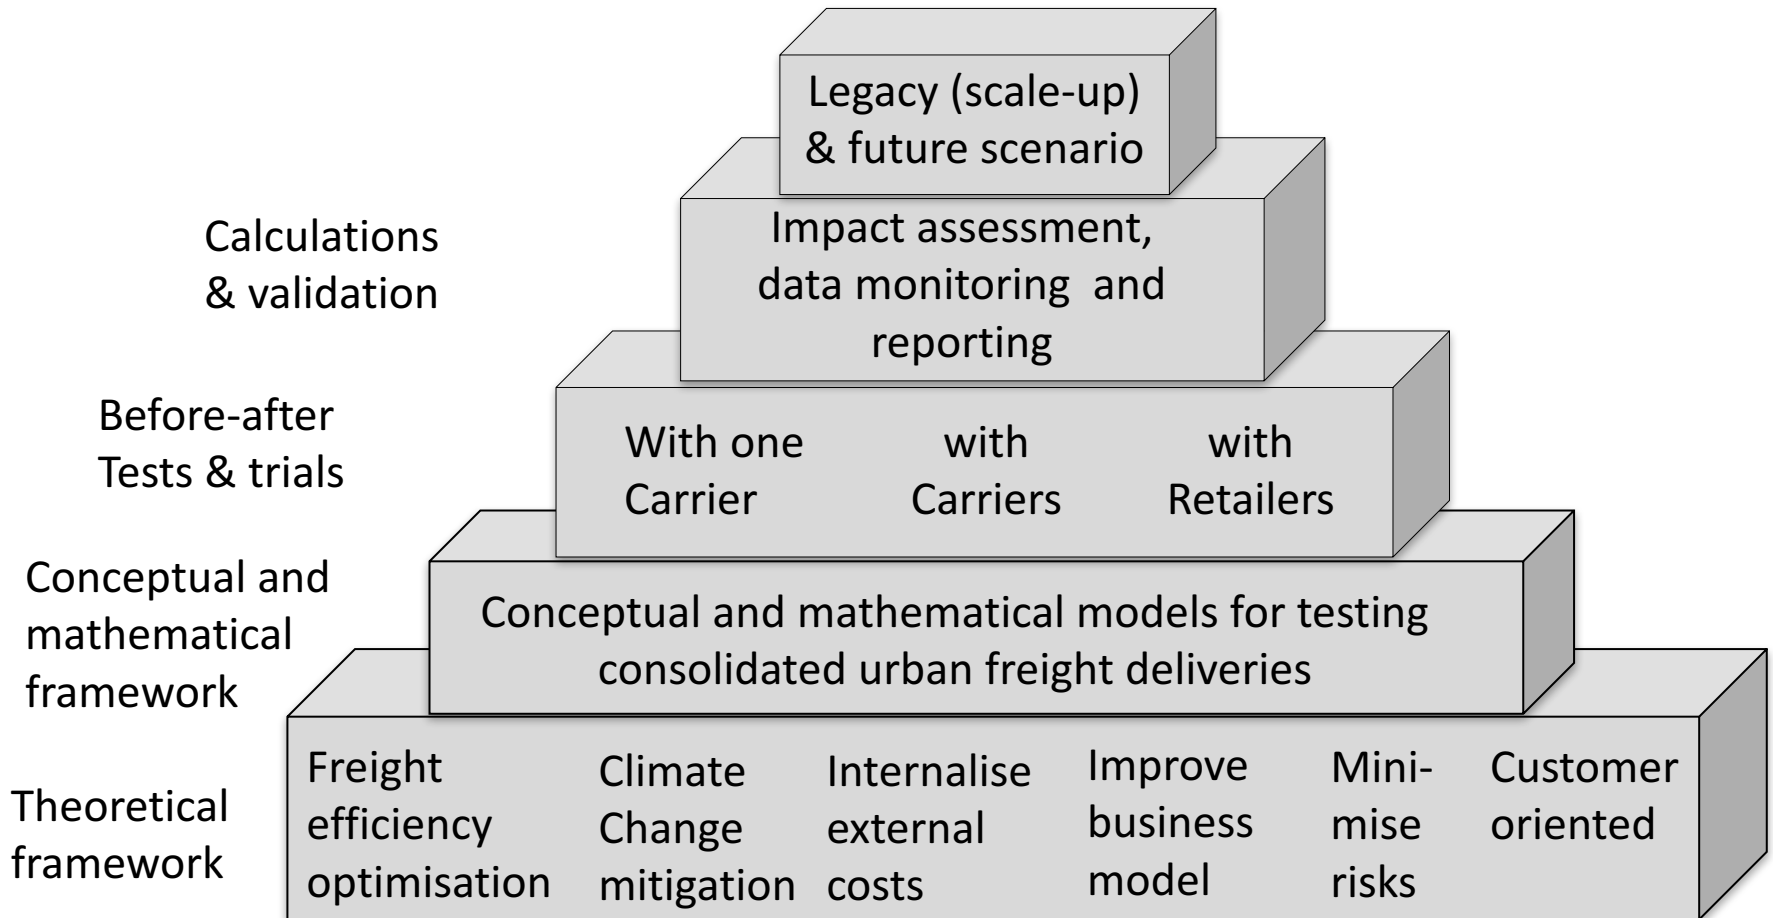 Legacy (scale-up)
& future scenario
Calculations
& validation
Impact assessment,
data monitoring and
reporting
Before-after
Tests & trials
With one
Carrier
with
Carriers
with
Retailers
Conceptual and
mathematical
framework
Conceptual and mathematical models for testing
consolidated urban freight deliveries
Theoretical
framework
Freight
efficiency
optimisation
Climate
Change
mitigation
Internalise
external
costs
Improve
business
model
Mini-
mise
risks
Customer
oriented